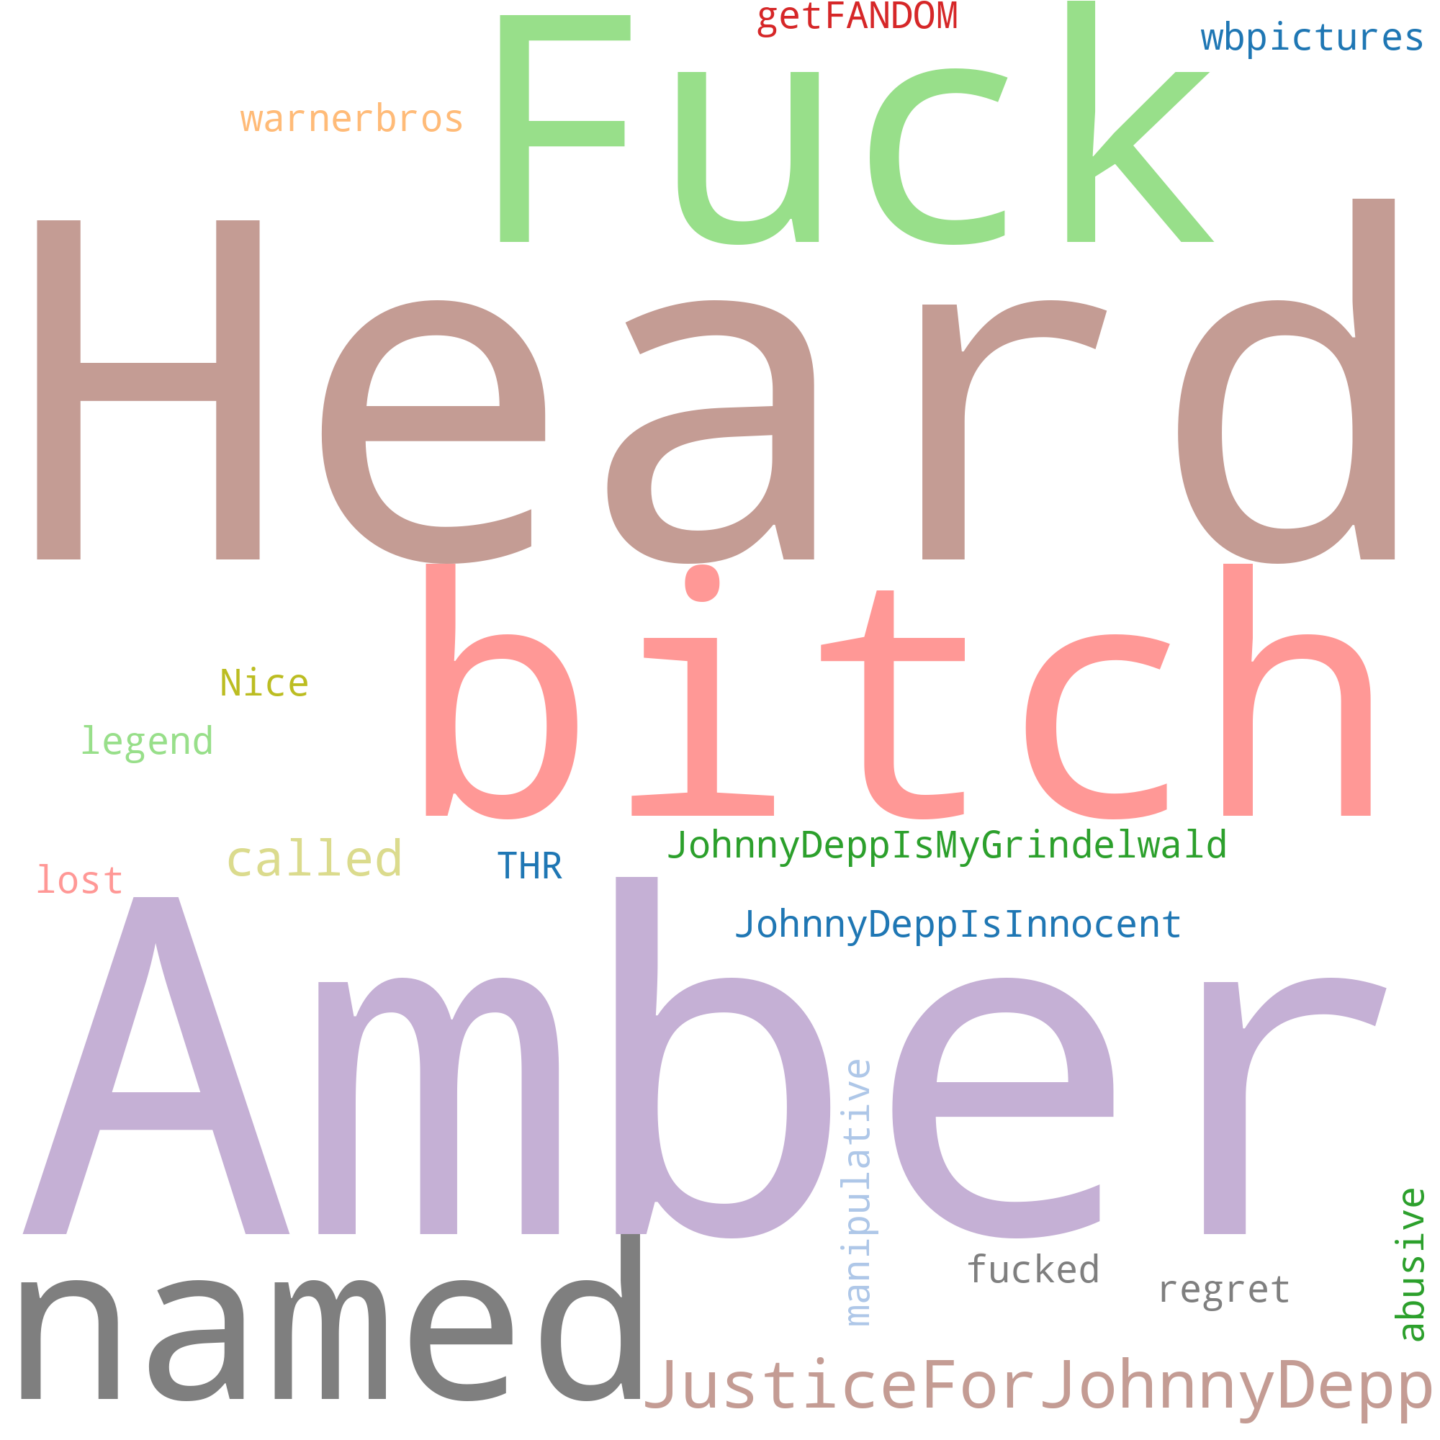 getFANDOM
wbpictures
Fuck
warnerbros
Heard
bitch
Nice
legend
JohnnyDeppIsMyGrindelwald
called
THR
lost
JohnnyDeppIsInnocent
Amber
manipulative
abusive
named
fucked
regret
JusticeForJohnnyDepp